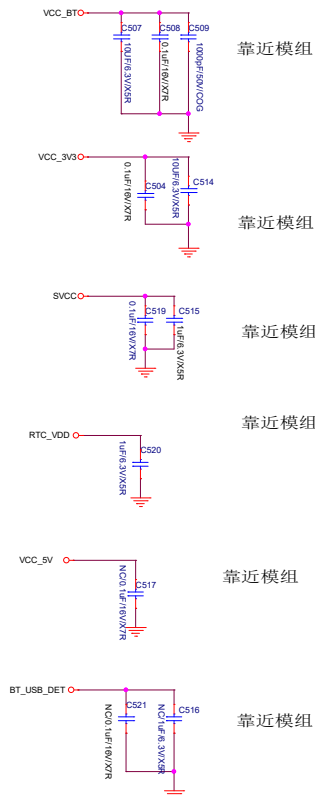 VCC_BT
C507
C508
C509
10UF/6.3V/X5R
0.1uF/16V/X7R
1000pF/50V/COG
靠近模组
VCC_3V3
C504
C514
0.1uF/16V/X7R
10UF/6.3V/X5R
靠近模组
SVCC
C519
C515
0.1uF/16V/X7R
1uF/6.3V/X5R
靠近模组
RTC_VDD
C520
1uF/6.3V/X5R
靠近模组
VCC_5V
C517
NC/0.1uF/16V/X7R
靠近模组
BT_USB_DET
C521
C516
NC/0.1uF/16V/X7R
NC/1uF/6.3V/X5R
靠近模组